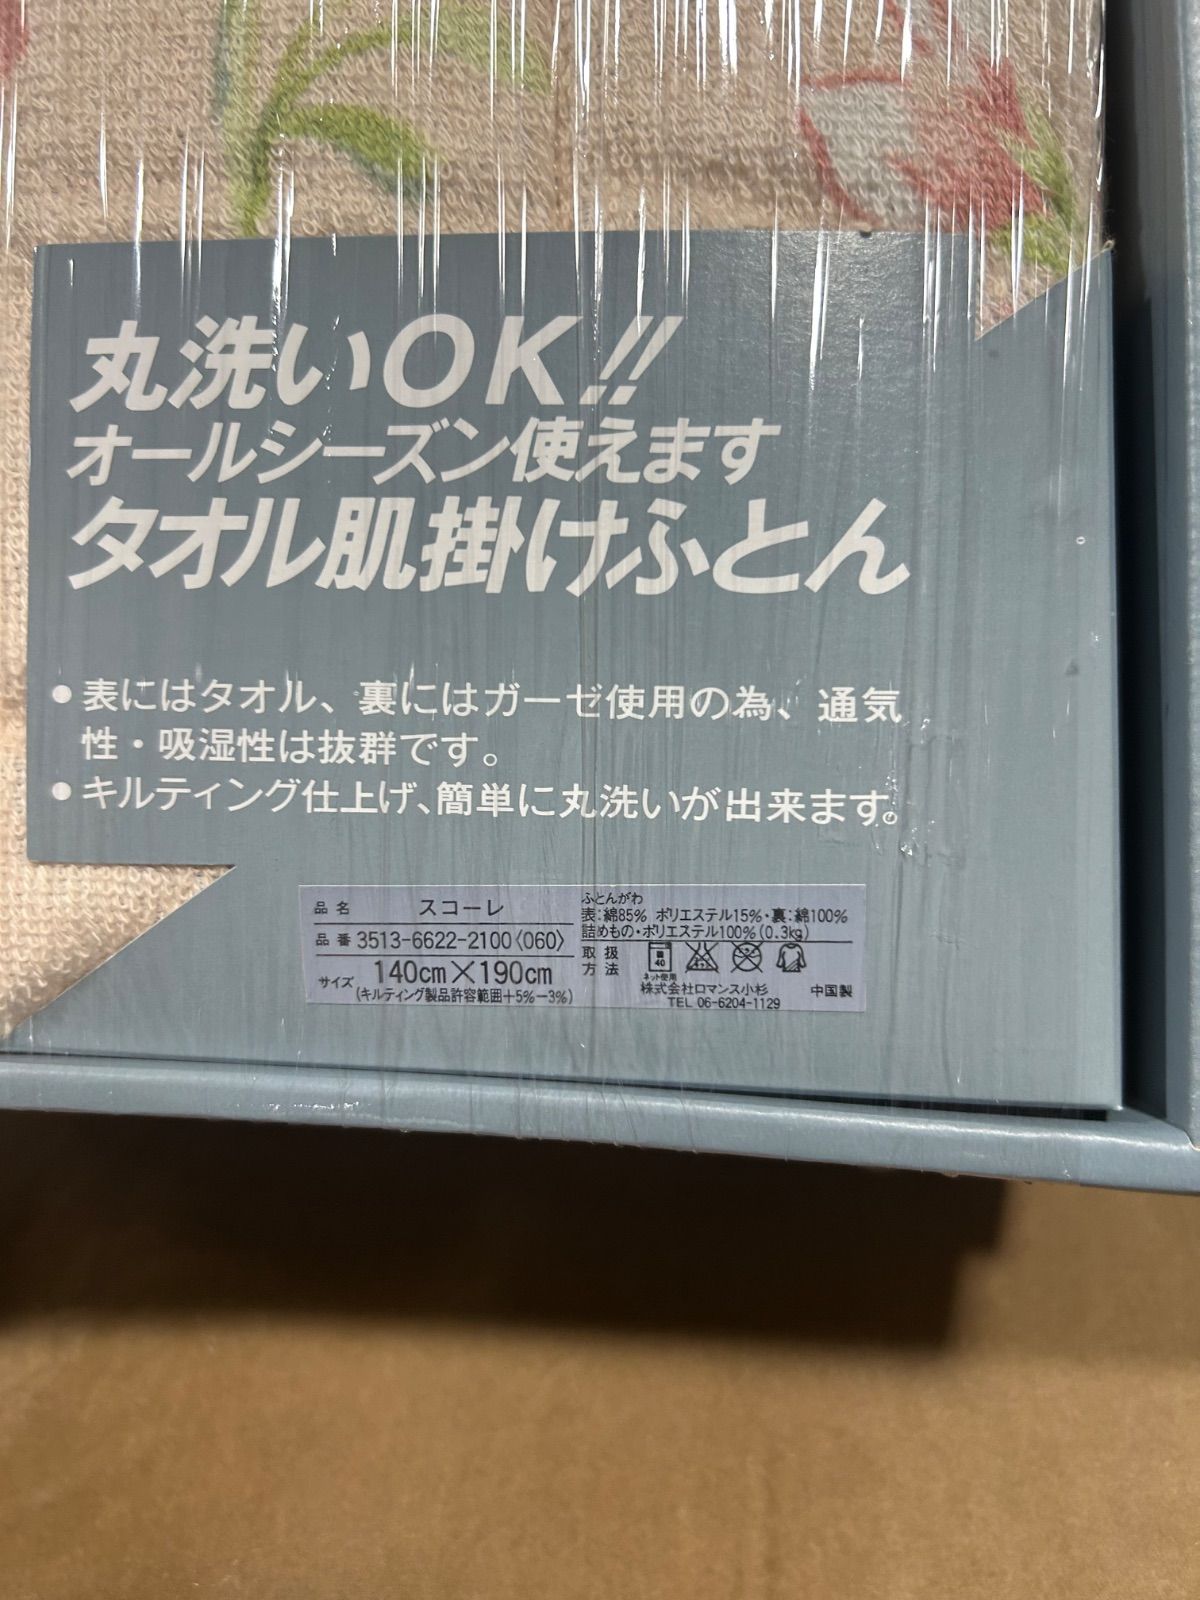 丸洗いOK!!
オールシーズン使えます
タオル肌掛けふとん
•表にはタオル、裏にはガーゼ使用の為、通気
性・吸湿性は抜群です。
•キルティング仕上げ、簡単に丸洗いが出来ます。
品名 スコーレ
品番 3513-6622-2100〈060〉
サイズ 140cm×190cm
(キルティング製品許容範囲+5%-3%)
ふとんがわ
表:綿85% ポリエステル15%・裏:綿100%
詰めもの・ポリエステル100%(0.3kg)
取扱
方法
40
ネット使用
株式会社ロマンス小杉 中国製
TEL 06-6204-1129